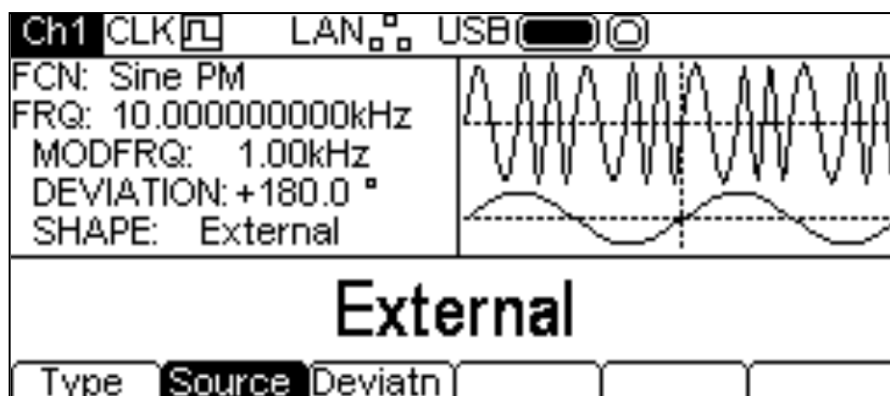 Ch1 CLK LAN USB
FCN: Sine PM
FRQ: 10.000000000kHz
MODFRQ: 1.00kHz
DEVIATION: +180.0 °
SHAPE: External
External
Type Source Deviatn